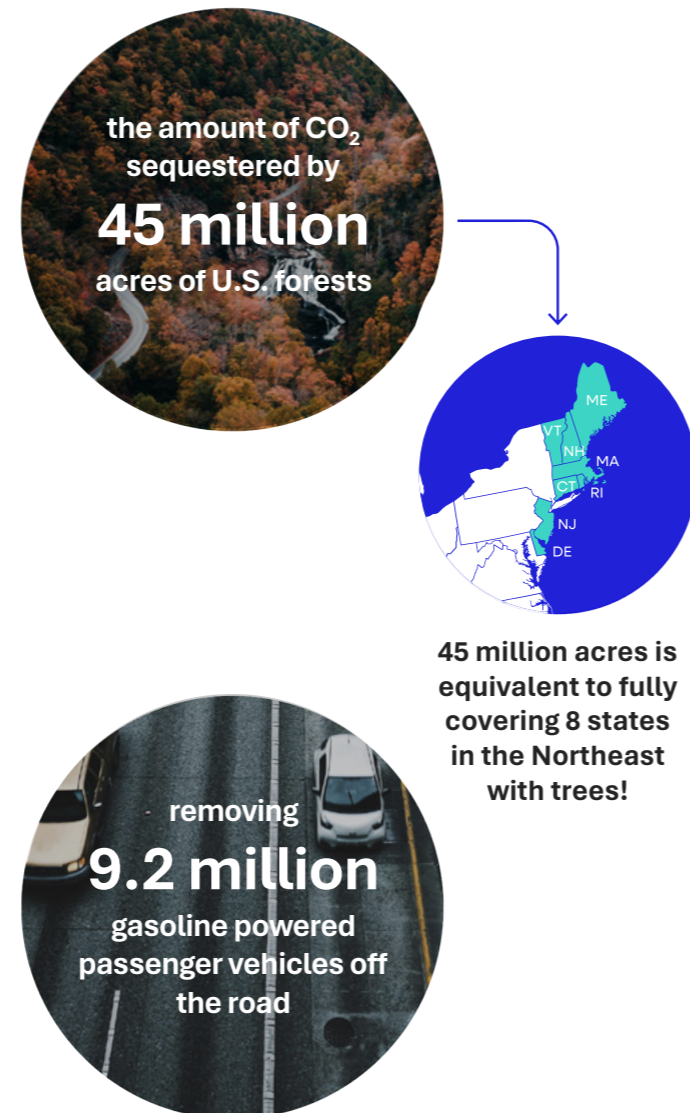 the amount of CO₂
sequestered by
45 million
acres of U.S. forests
ME
VT
NH
MA
CT
RI
NJ
DE
45 million acres is
equivalent to fully
covering 8 states
in the Northeast
with trees!
removing
9.2 million
gasoline powered
passenger vehicles off
the road